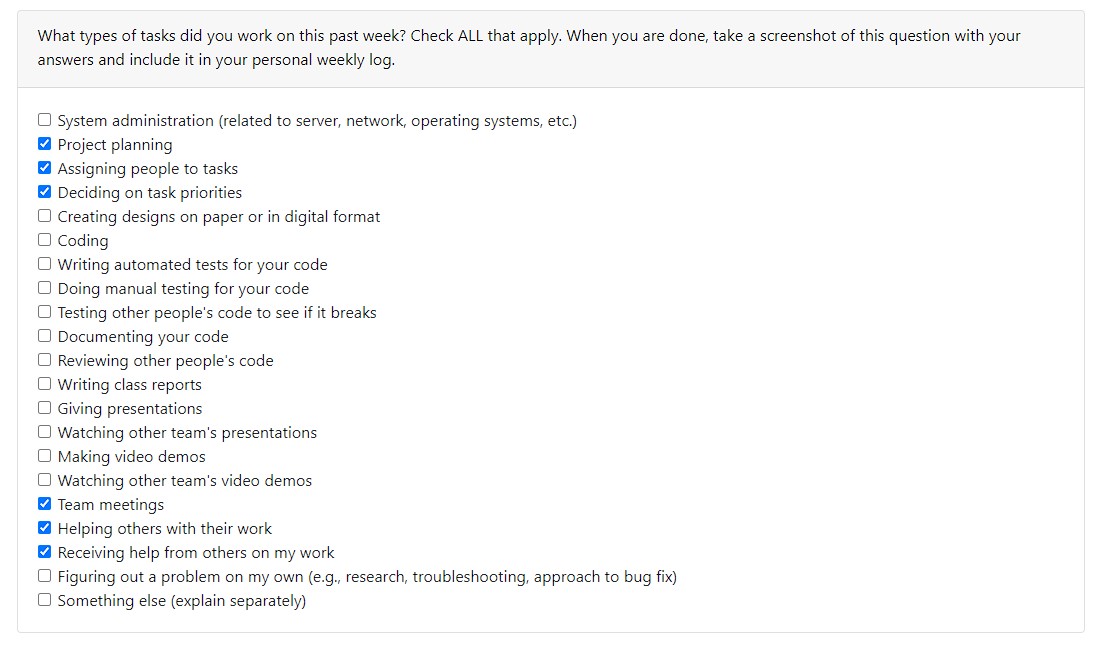 What types of tasks did you work on this past week? Check ALL that apply. When you are done, take a screenshot of this question with your
answers and include it in your personal weekly log.
System administration (related to server, network, operating systems, etc.)
Project planning
Assigning people to tasks
Deciding on task priorities
Creating designs on paper or in digital format
Coding
Writing automated tests for your code
Doing manual testing for your code
Testing other people's code to see if it breaks
Documenting your code
Reviewing other people's code
Writing class reports
Giving presentations
Watching other team's presentations
Making video demos
Watching other team's video demos
Team meetings
Helping others with their work
Receiving help from others on my work
Figuring out a problem on my own (e.g., research, troubleshooting, approach to bug fix)
Something else (explain separately)